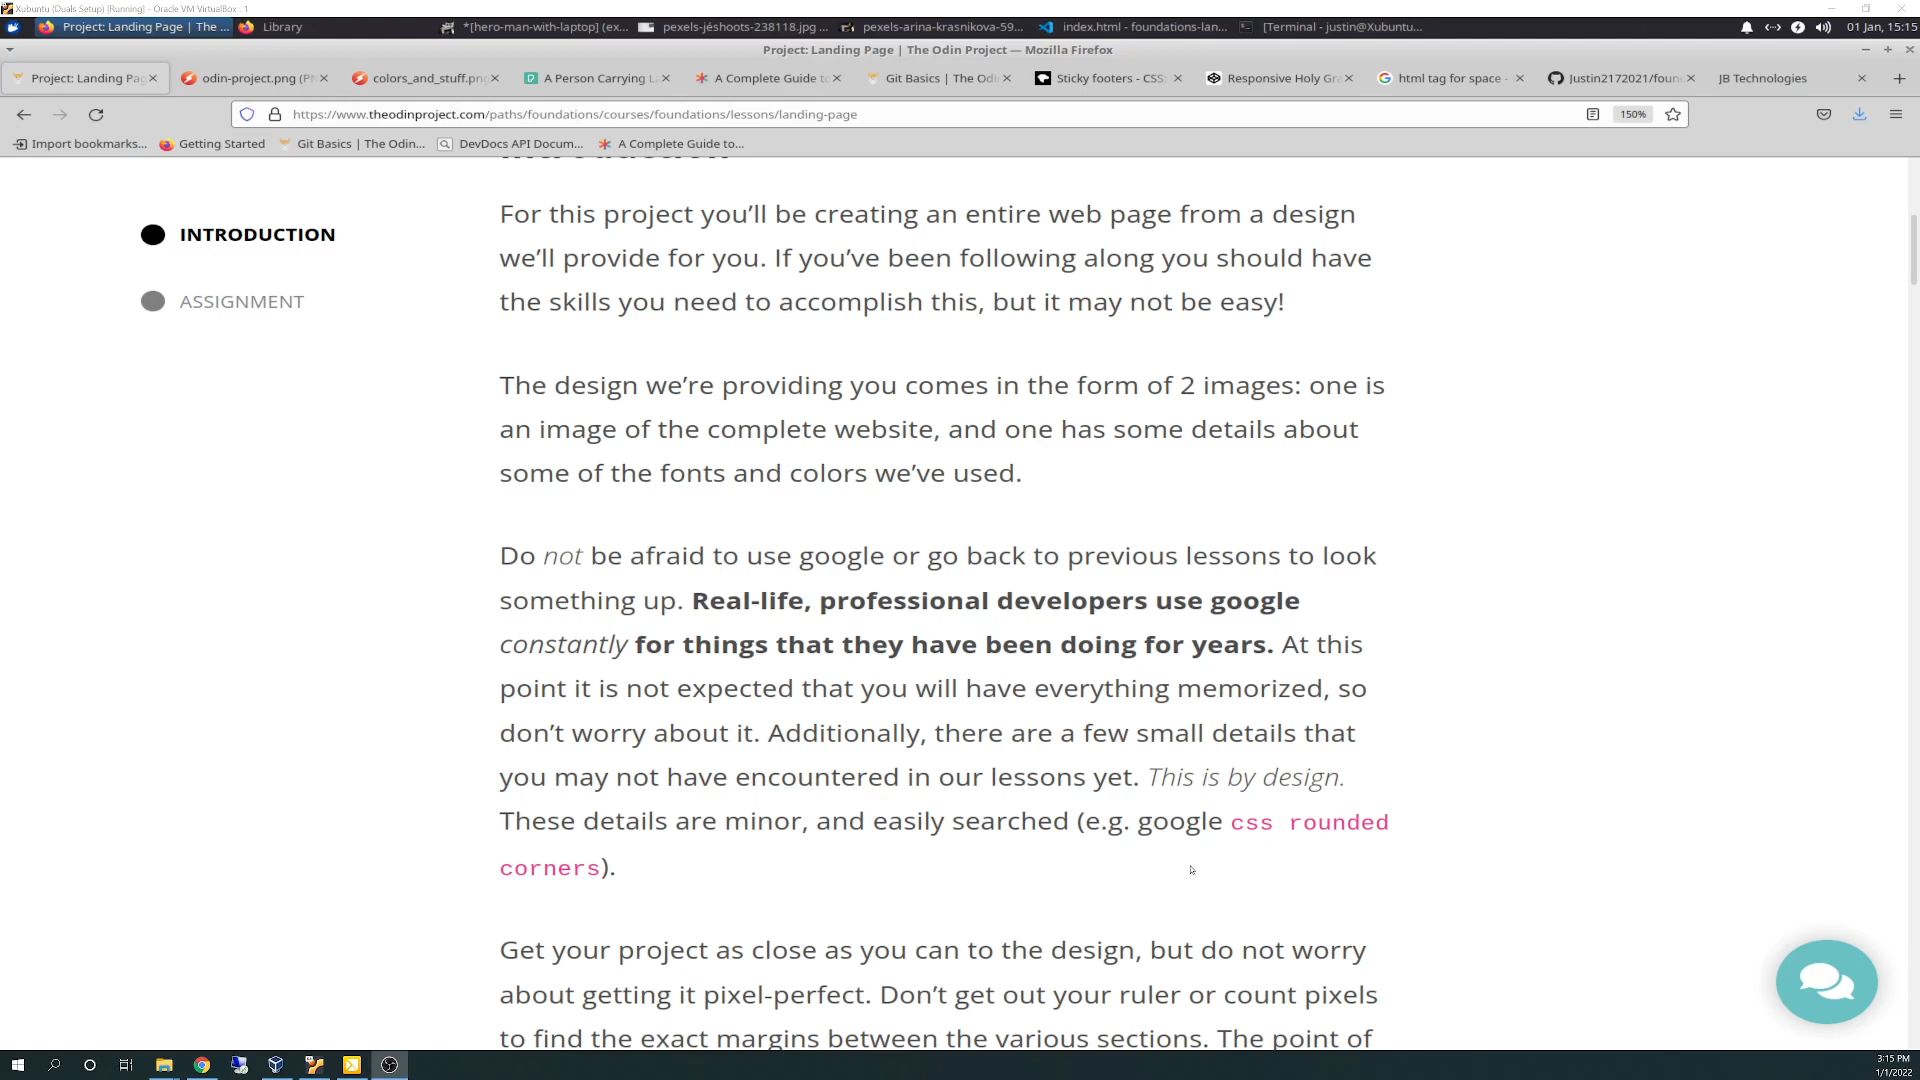 Xubuntu (Duals Setup) [Running] - Oracle VM VirtualBox : 1
Project: Landing Page | The ...
Library
*[hero-man-with-laptop] (ex...
pexels-jéshoots-238118.jpg ...
pexels-arina-krasnikova-59...
index.html - foundations-lan...
[Terminal - justin@Xubuntu...
01 Jan, 15:15
Project: Landing Page | The Odin Project — Mozilla Firefox
Project: Landing Pag
odin-project.png (PN
colors_and_stuff.png
A Person Carrying L
A Complete Guide to
Git Basics | The Odi
Sticky footers - CSS:
Responsive Holy Gra
html tag for space -
Justin2172021/foun
JB Technologies
https://www.theodinproject.com/paths/foundations/courses/foundations/lessons/landing-page
150%
Import bookmarks...
Getting Started
Git Basics | The Odin...
DevDocs API Docum...
A Complete Guide to...
Introduction
INTRODUCTION
ASSIGNMENT
For this project you’ll be creating an entire web page from a design
we’ll provide for you. If you’ve been following along you should have
the skills you need to accomplish this, but it may not be easy!
The design we’re providing you comes in the form of 2 images: one is
an image of the complete website, and one has some details about
some of the fonts and colors we’ve used.
Do not be afraid to use google or go back to previous lessons to look
something up. Real-life, professional developers use google
constantly for things that they have been doing for years. At this
point it is not expected that you will have everything memorized, so
don’t worry about it. Additionally, there are a few small details that
you may not have encountered in our lessons yet. This is by design.
These details are minor, and easily searched (e.g. google css rounded
corners).
Get your project as close as you can to the design, but do not worry
about getting it pixel-perfect. Don’t get out your ruler or count pixels
to find the exact margins between the various sections. The point of
3:15 PM
1/1/2022